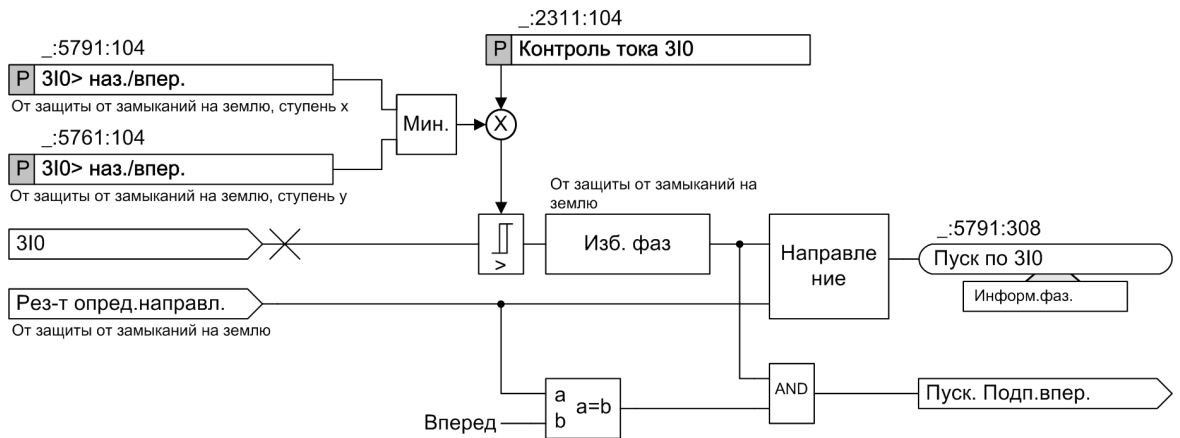 _:2311:104
P Контроль тока 3I0
_:5791:104
P 3I0> наз./впер.
От защиты от замыканий на землю, ступень x
Мин.
X
_:5761:104
P 3I0> наз./впер.
От защиты от замыканий на землю, ступень y
От защиты от замыканий на
землю
3I0
>
Изб. фаз
Направле
ние
_:5791:308
Пуск по 3I0
Информ.фаз.
Рез-т опред.направл.
От защиты от замыканий на землю
a
b
a=b
Вперед
AND
Пуск. Подп.впер.